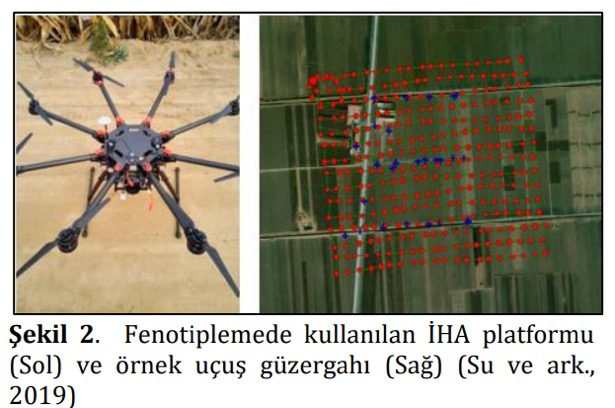 Şekil 2. Fenotiplemede kullanılan İHA platformu
(Sol) ve örnek uçuş güzergahı (Sağ) (Su ve ark.,
2019)